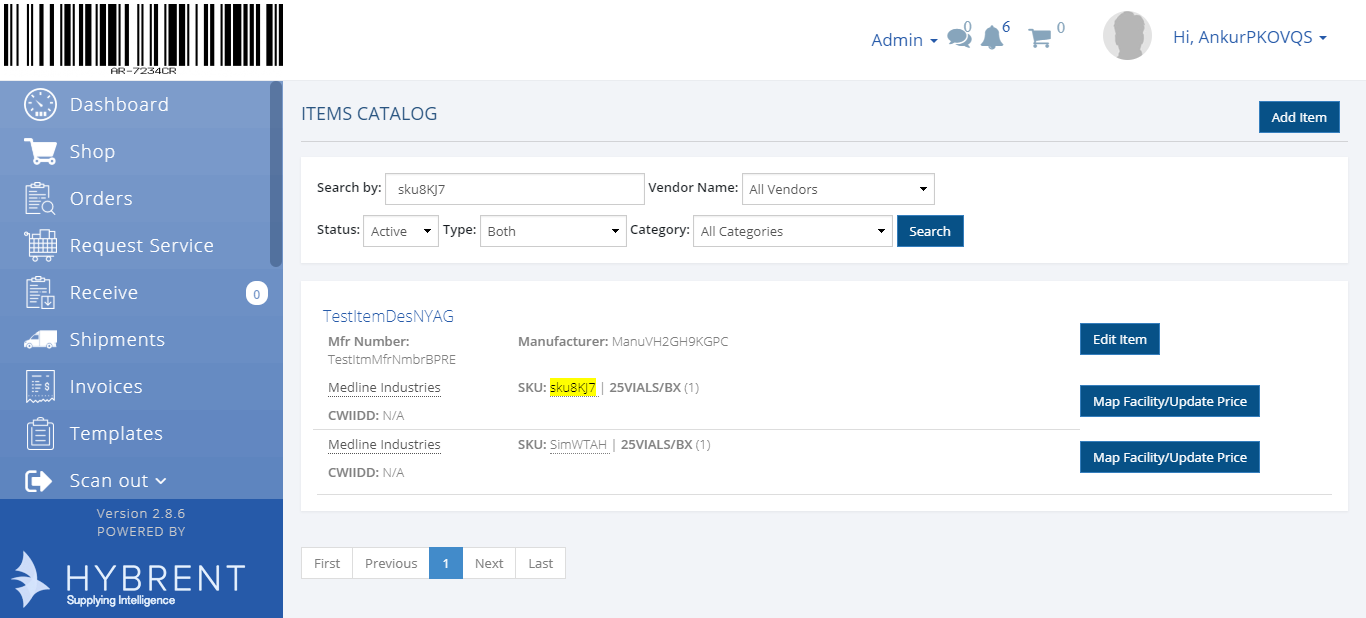 AR-7234CR
Admin
0
6
0
Hi, AnkurPKOVQS
Dashboard
Shop
Orders
Request Service
Receive 0
Shipments
Invoices
Templates
Scan out
Version 2.8.6
POWERED BY
HYBRENT
Supplying Intelligence
ITEMS CATALOG
Add Item
Search by: sku8KJ7 Vendor Name: All Vendors
Status: Active Type: Both Category: All Categories Search
TestItemDesNYAG
Mfr Number: Manufacturer: ManuVH2GH9KGPC
TestItmMfrNmbrBPRE
Edit Item
Medline Industries SKU: sku8KJ7 | 25VIALS/BX (1)
Map Facility/Update Price
CWIIDD: N/A
Medline Industries SKU: SimWTAH | 25VIALS/BX (1)
Map Facility/Update Price
CWIIDD: N/A
First Previous 1 Next Last